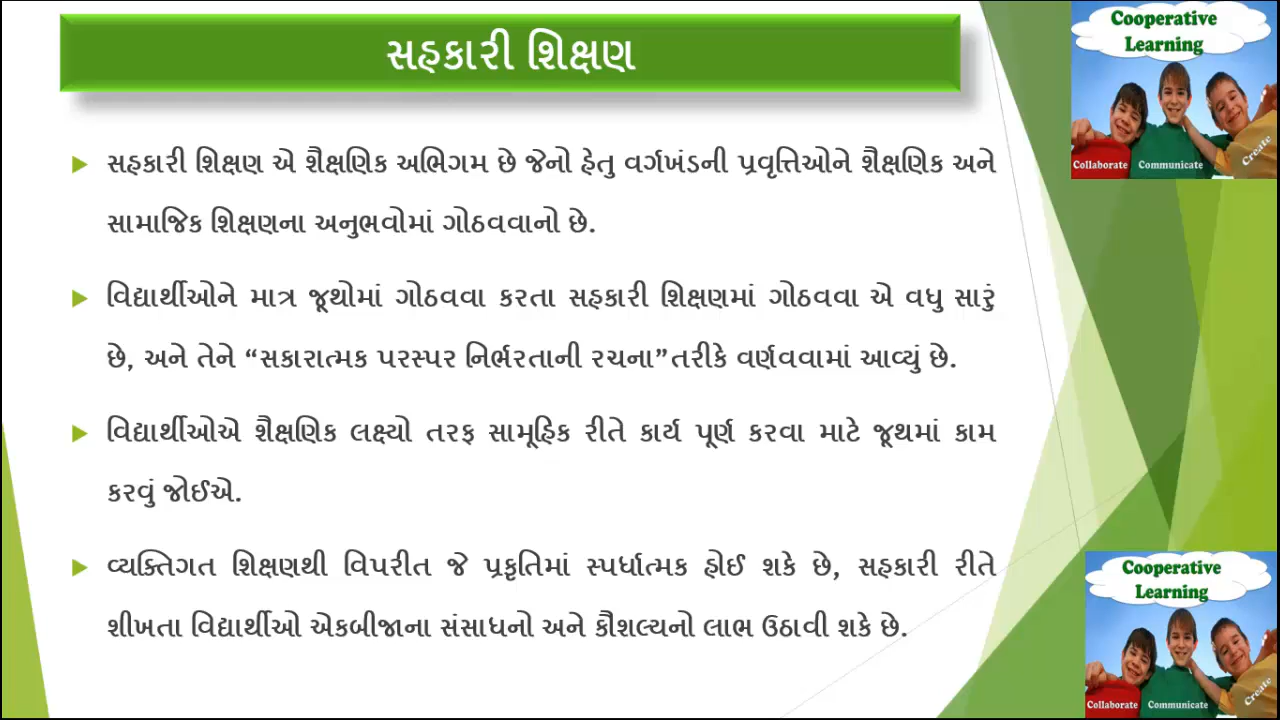 સહકારી શિક્ષણ
Cooperative
Learning
Collaborate
Communicate
Create
સહકારી શિક્ષણ એ શૈક્ષણિક અભિગમ છે જેનો હેતુ વર્ગખંડની પ્રવૃત્તિઓને શૈક્ષણિક અને
સામાજિક શિક્ષણના અનુભવોમાં ગોઠવવાનો છે.
વિદ્યાર્થીઓને માત્ર જૂથોમાં ગોઠવવા કરતા સહકારી શિક્ષણમાં ગોઠવવા એ વધુ સારું
છે, અને તેને “સકારાત્મક પરસ્પર નિર્ભરતાની રચના”તરીકે વર્ણવવામાં આવ્યું છે.
વિદ્યાર્થીઓએ શૈક્ષણિક લક્ષ્યો તરફ સામૂહિક રીતે કાર્ય પૂર્ણ કરવા માટે જૂથમાં કામ
કરવું જોઈએ.
વ્યક્તિગત શિક્ષણથી વિપરીત જે પ્રકૃતિમાં સ્પર્ધાત્મક હોઈ શકે છે, સહકારી રીતે
શીખતા વિદ્યાર્થીઓ એકબીજાના સંસાધનો અને કૌશલ્યનો લાભ ઉઠાવી શકે છે.
Cooperative
Learning
Collaborate
Communicate
Create